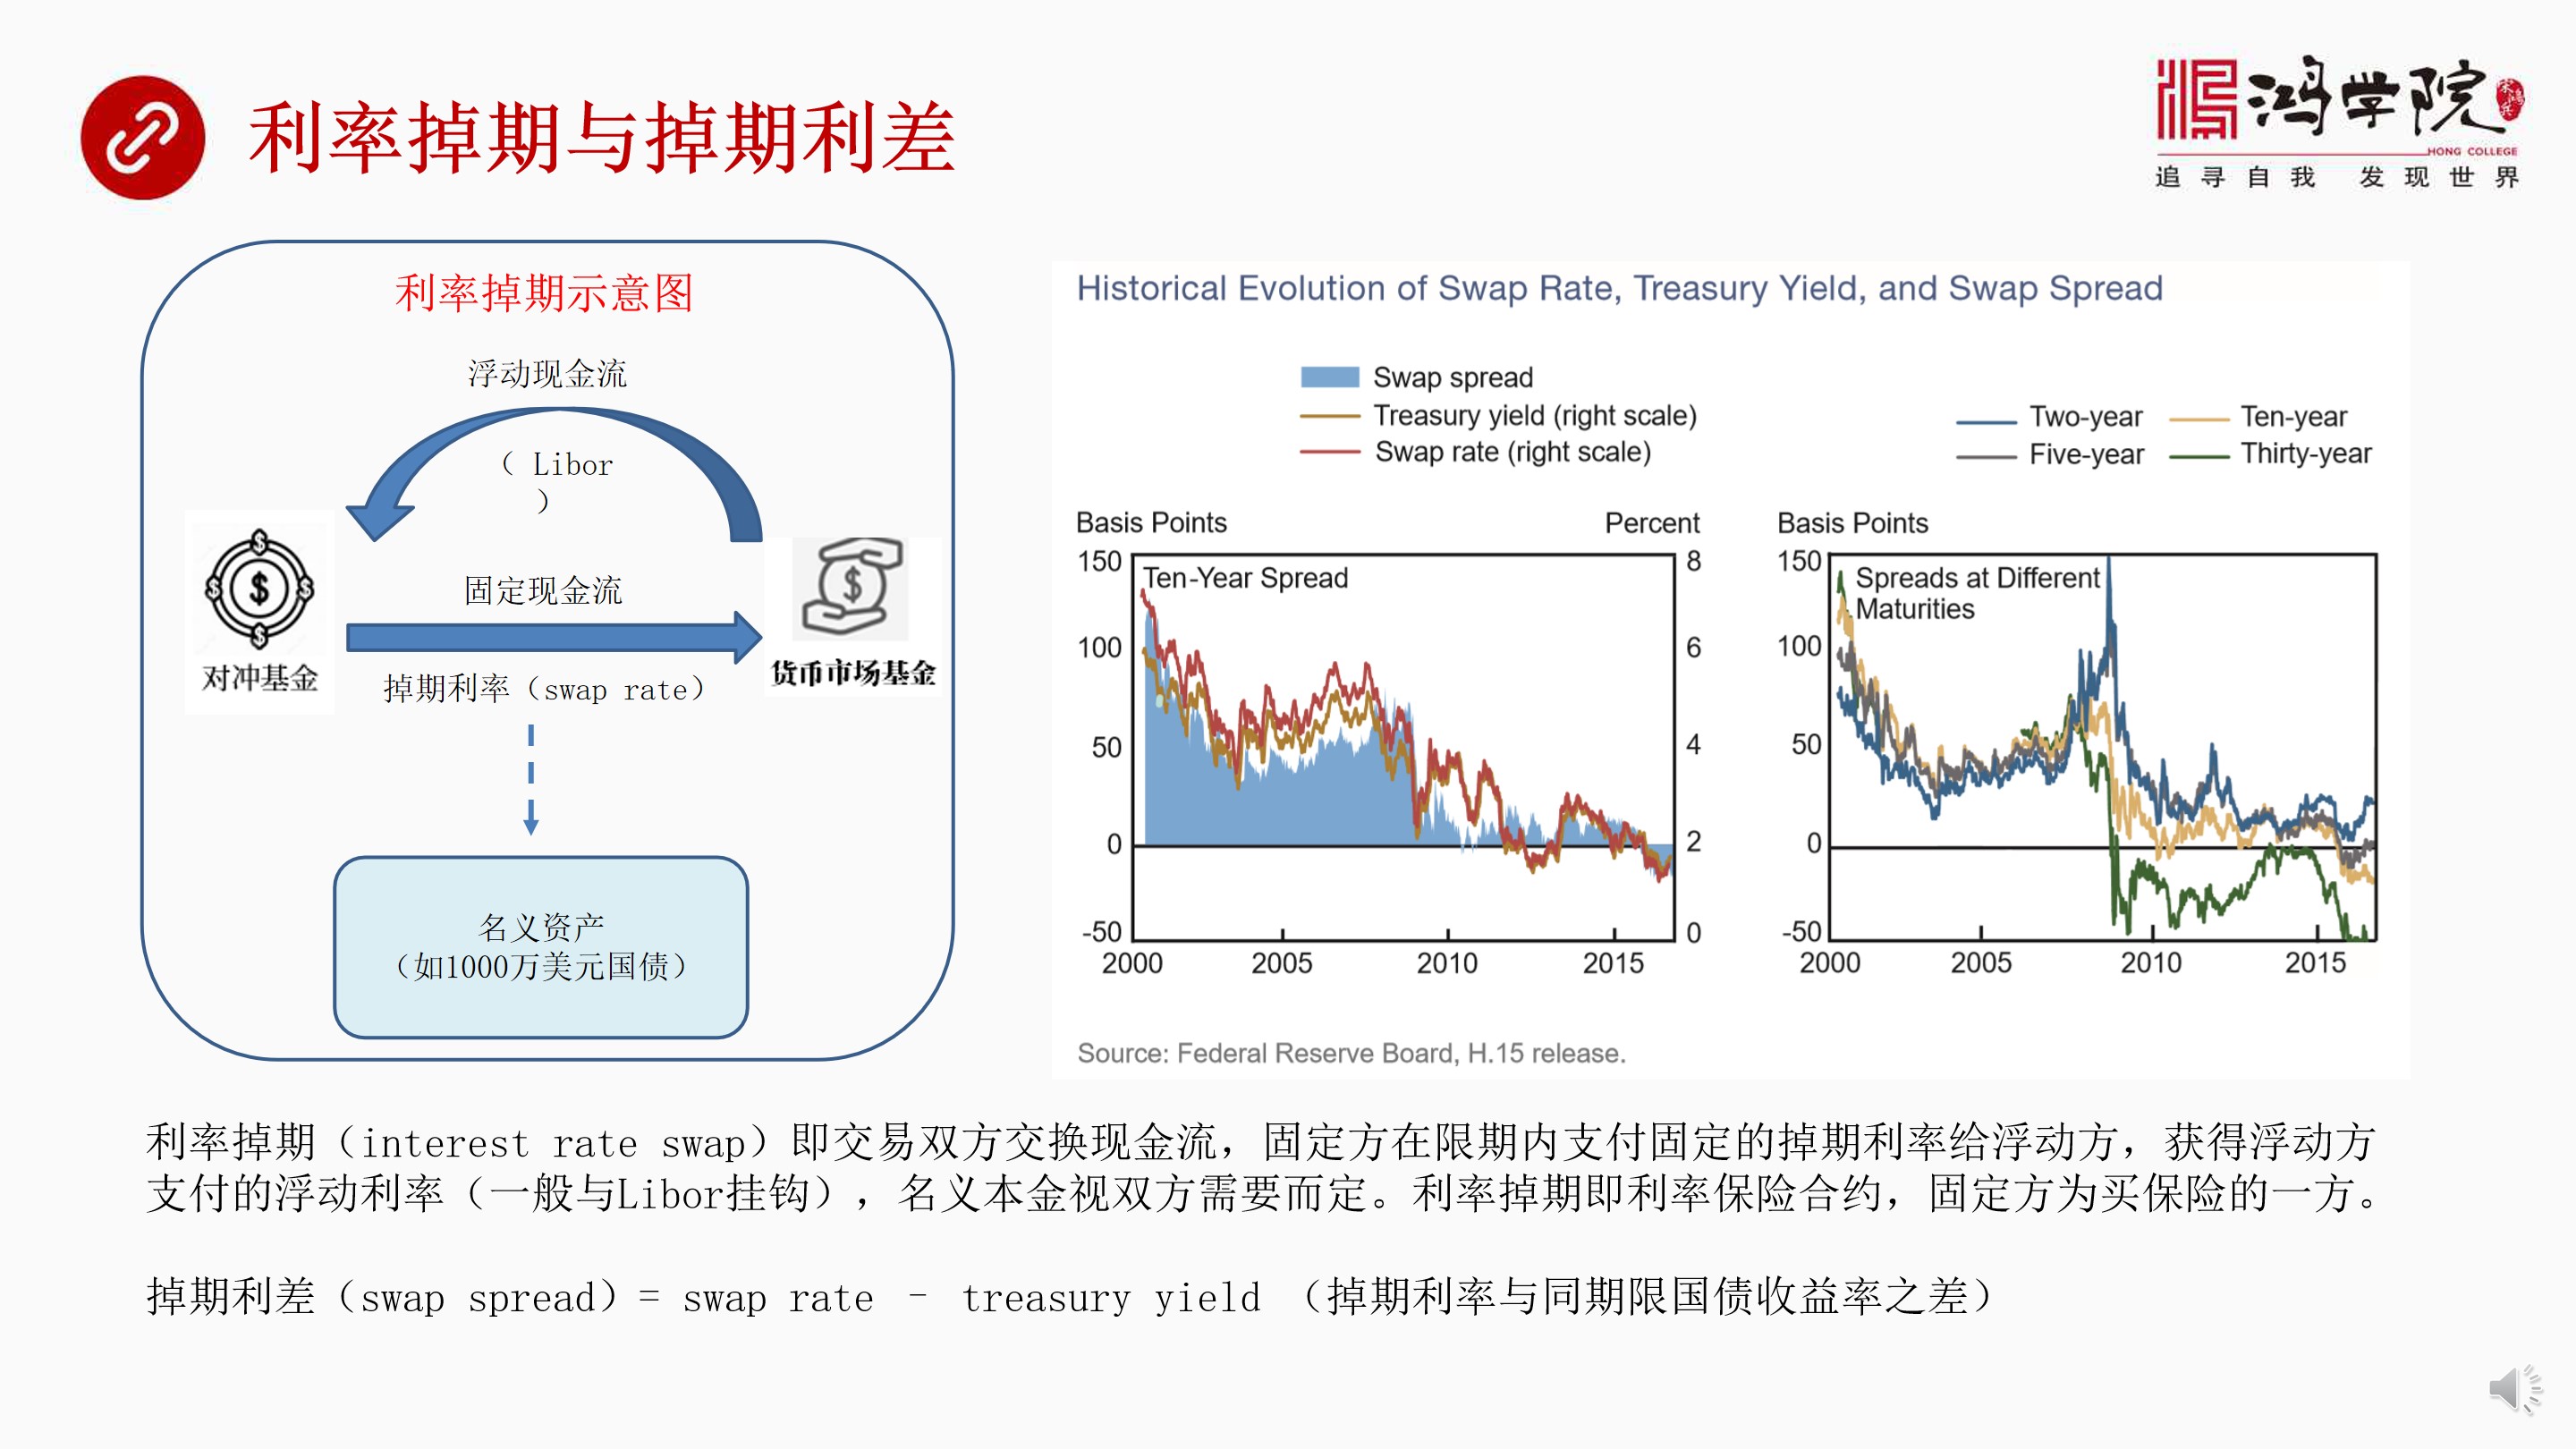 利率掉期与掉期利差
鸿学院
HONG COLLEGE
追寻自我 发现世界
利率掉期示意图
浮动现金流
（ Libor
）
固定现金流
对冲基金
货币市场基金
掉期利率（swap rate）
名义资产
（如1000万美元国债）
Historical Evolution of Swap Rate, Treasury Yield, and Swap Spread
Swap spread
Treasury yield (right scale)
Swap rate (right scale)
Two-year
Ten-year
Five-year
Thirty-year
Basis Points
Percent
150
8
Ten-Year Spread
100
6
50
4
0
2
-50
0
2000
2005
2010
2015
Basis Points
150
Spreads at Different
Maturities
100
50
0
-50
2000
2005
2010
2015
Source: Federal Reserve Board, H.15 release.
利率掉期（interest rate swap）即交易双方交换现金流，固定方在限期内支付固定的掉期利率给浮动方，获得浮动方
支付的浮动利率（一般与Libor挂钩），名义本金视双方需要而定。利率掉期即利率保险合约，固定方为买保险的一方。
掉期利差（swap spread）= swap rate – treasury yield （掉期利率与同期限国债收益率之差）